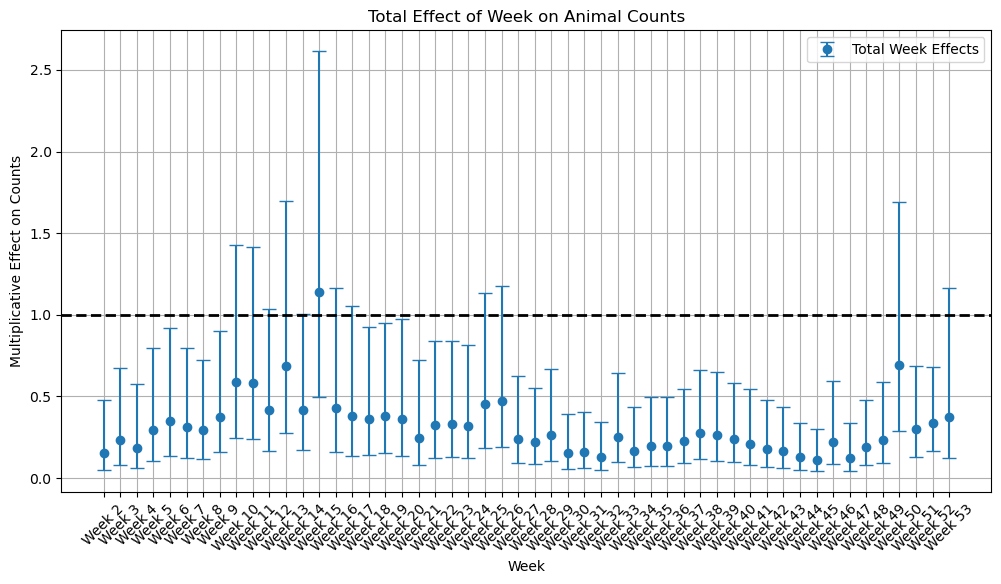 Total Effect of Week on Animal Counts
Total Week Effects
Multiplicative Effect on Counts
2.5
2.0
1.5
1.0
0.5
0.0
Week 2
Week 3
Week 4
Week 5
Week 6
Week 7
Week 8
Week 9
Week 10
Week 11
Week 12
Week 13
Week 14
Week 15
Week 16
Week 17
Week 18
Week 19
Week 20
Week 21
Week 22
Week 23
Week 24
Week 25
Week 26
Week 27
Week 28
Week 29
Week 30
Week 31
Week 32
Week 33
Week 34
Week 35
Week 36
Week 37
Week 38
Week 39
Week 40
Week 41
Week 42
Week 43
Week 44
Week 45
Week 46
Week 47
Week 48
Week 49
Week 50
Week 51
Week 52
Week 53
Week